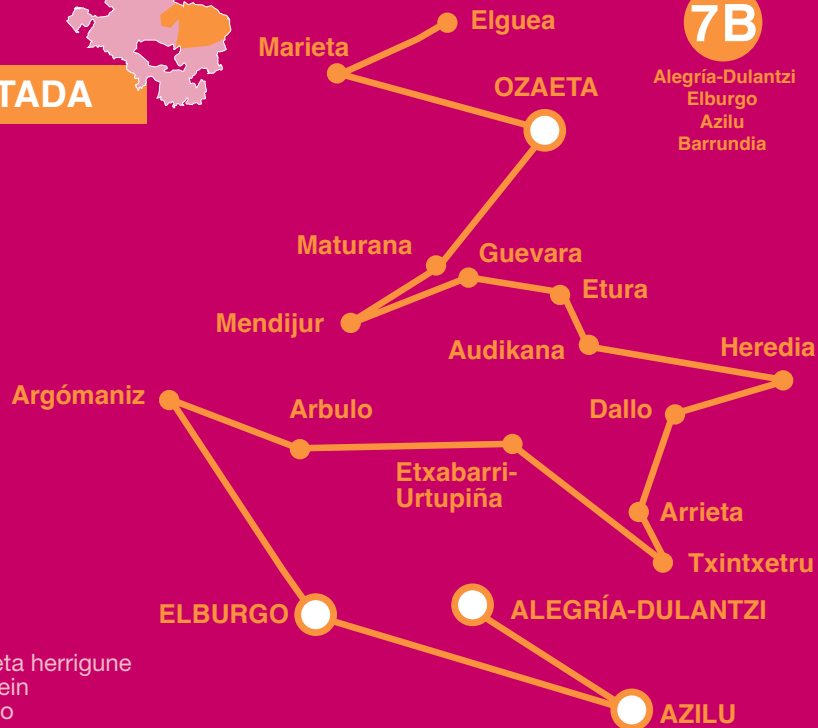 Elguea
7B
Marieta
Alegría-Dulantzi
Elburgo
Azilu
Barrundia
TADA
OZAETA
Maturana
Guevara
Etura
Mendijur
Audikana
Heredia
Argómaniz
Arbulo
Dallo
Etxabarri-
Urtupiña
Arrieta
Txintxetru
ELBURGO
ALEGRÍA-DULANTZI
eta herrigune
ein
o
AZILU